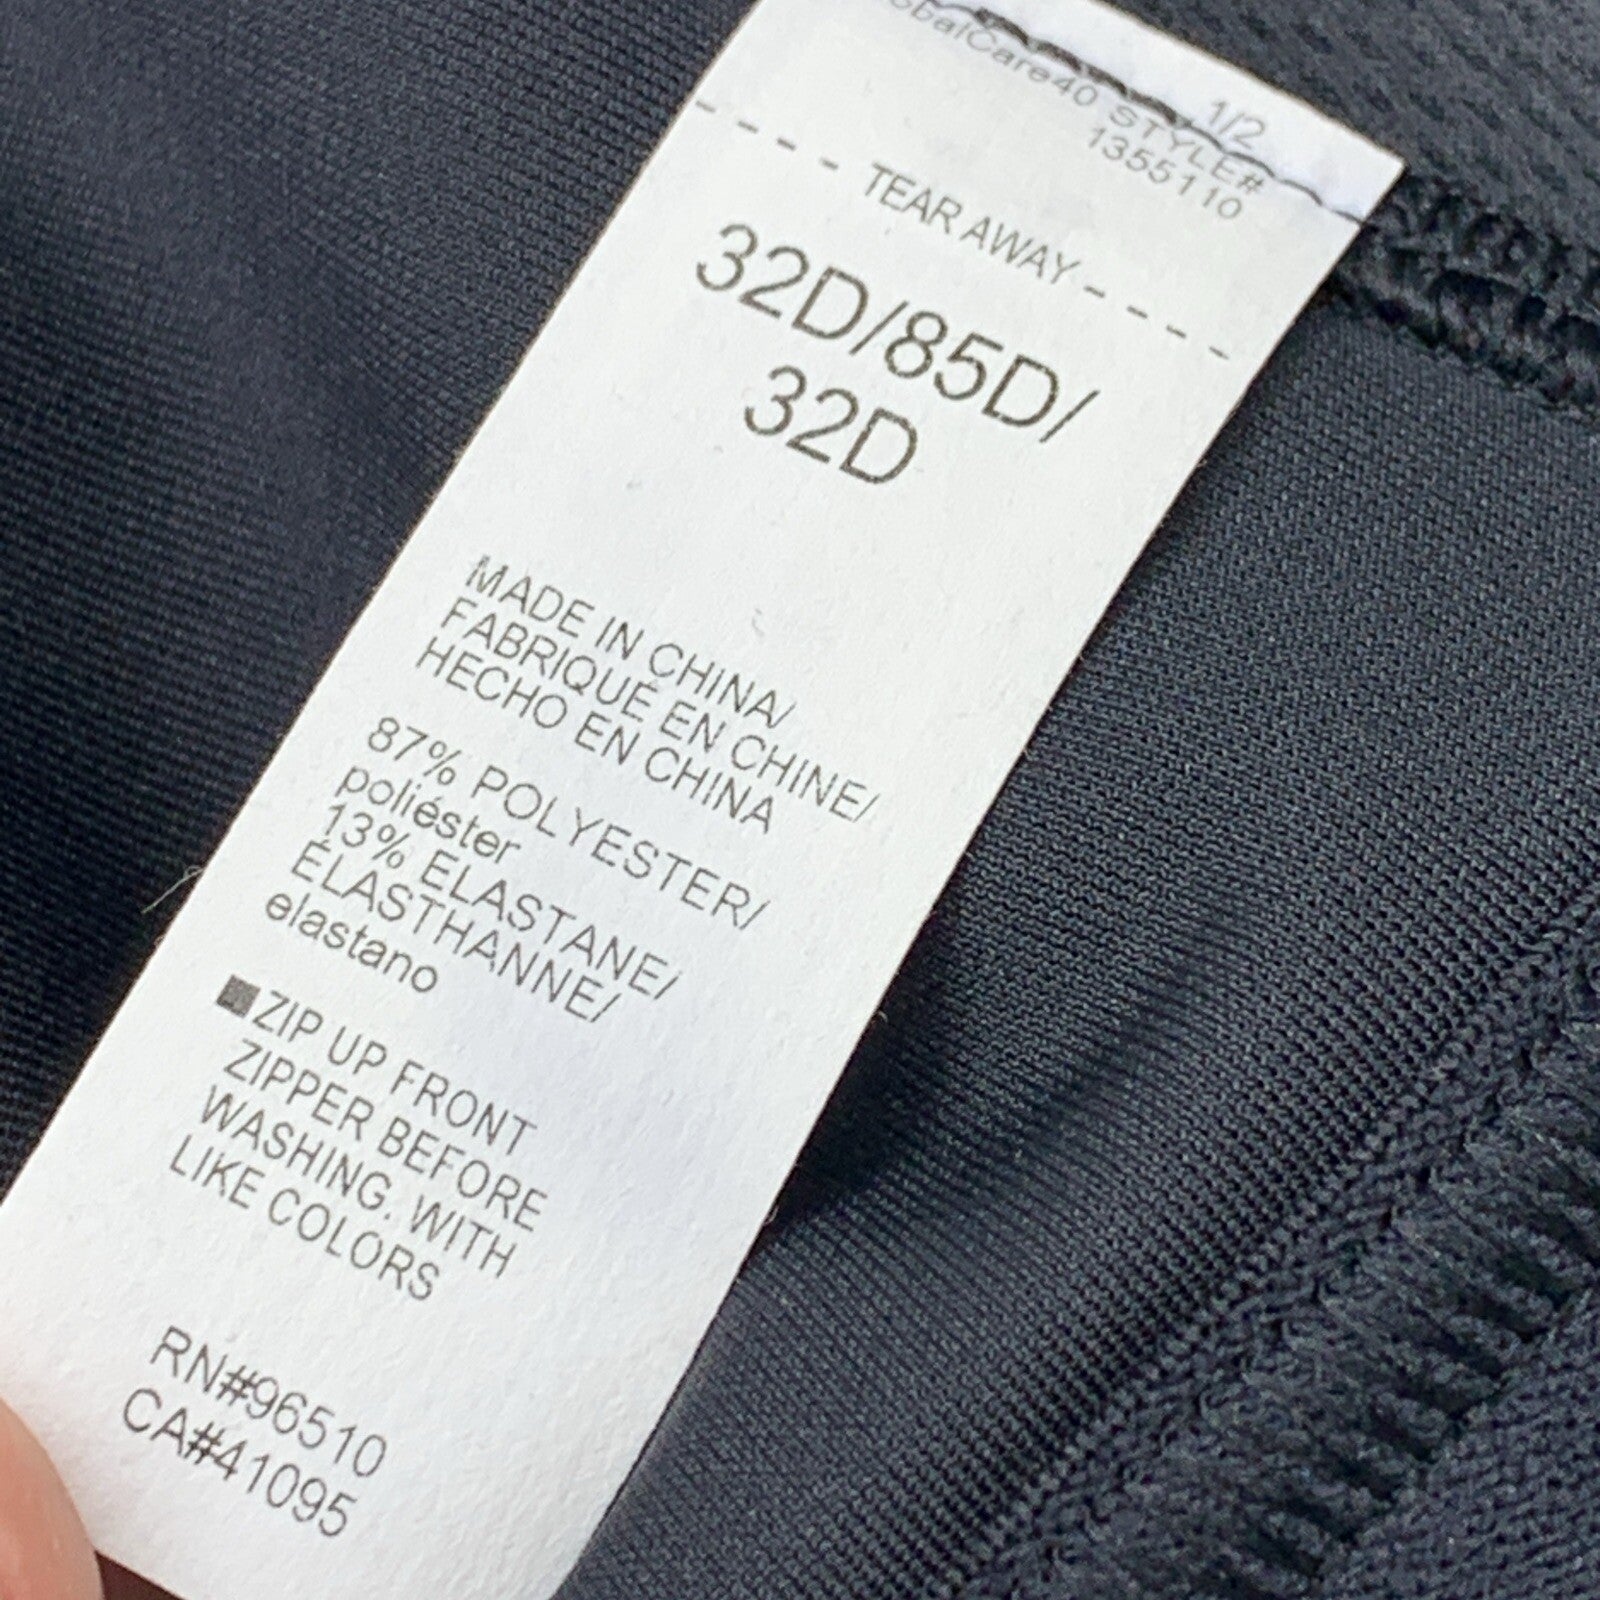 1/2
STYLE#
1355110
TEAR AWAY
32D/85D/
32D
MADE IN CHINA/
FABRIQUÉ EN CHINE/
HECHO EN CHINA
87% POLYESTER/
poliéster
13% ELASTANE/
ÉLASTHANNE/
elastano
ZIP UP FRONT
ZIPPER BEFORE
WASHING. WITH
LIKE COLORS
RN#96510
CA#41095